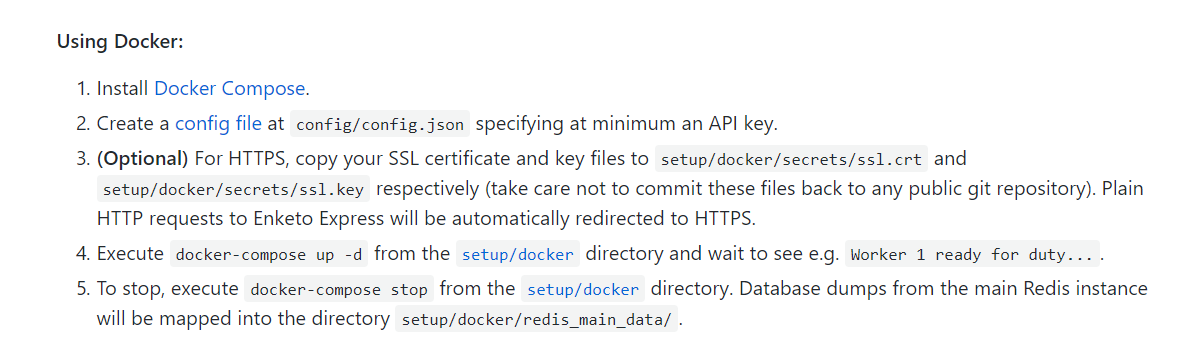 Using Docker:
1. Install Docker Compose.
2. Create a config file at config/config.json specifying at minimum an API key.
3. (Optional) For HTTPS, copy your SSL certificate and key files to setup/docker/secrets/ssl.crt and
setup/docker/secrets/ssl.key respectively (take care not to commit these files back to any public git repository). Plain
HTTP requests to Enketo Express will be automatically redirected to HTTPS.
4. Execute docker-compose up -d from the setup/docker directory and wait to see e.g. Worker 1 ready for duty....
5. To stop, execute docker-compose stop from the setup/docker directory. Database dumps from the main Redis instance
will be mapped into the directory setup/docker/redis_main_data/.